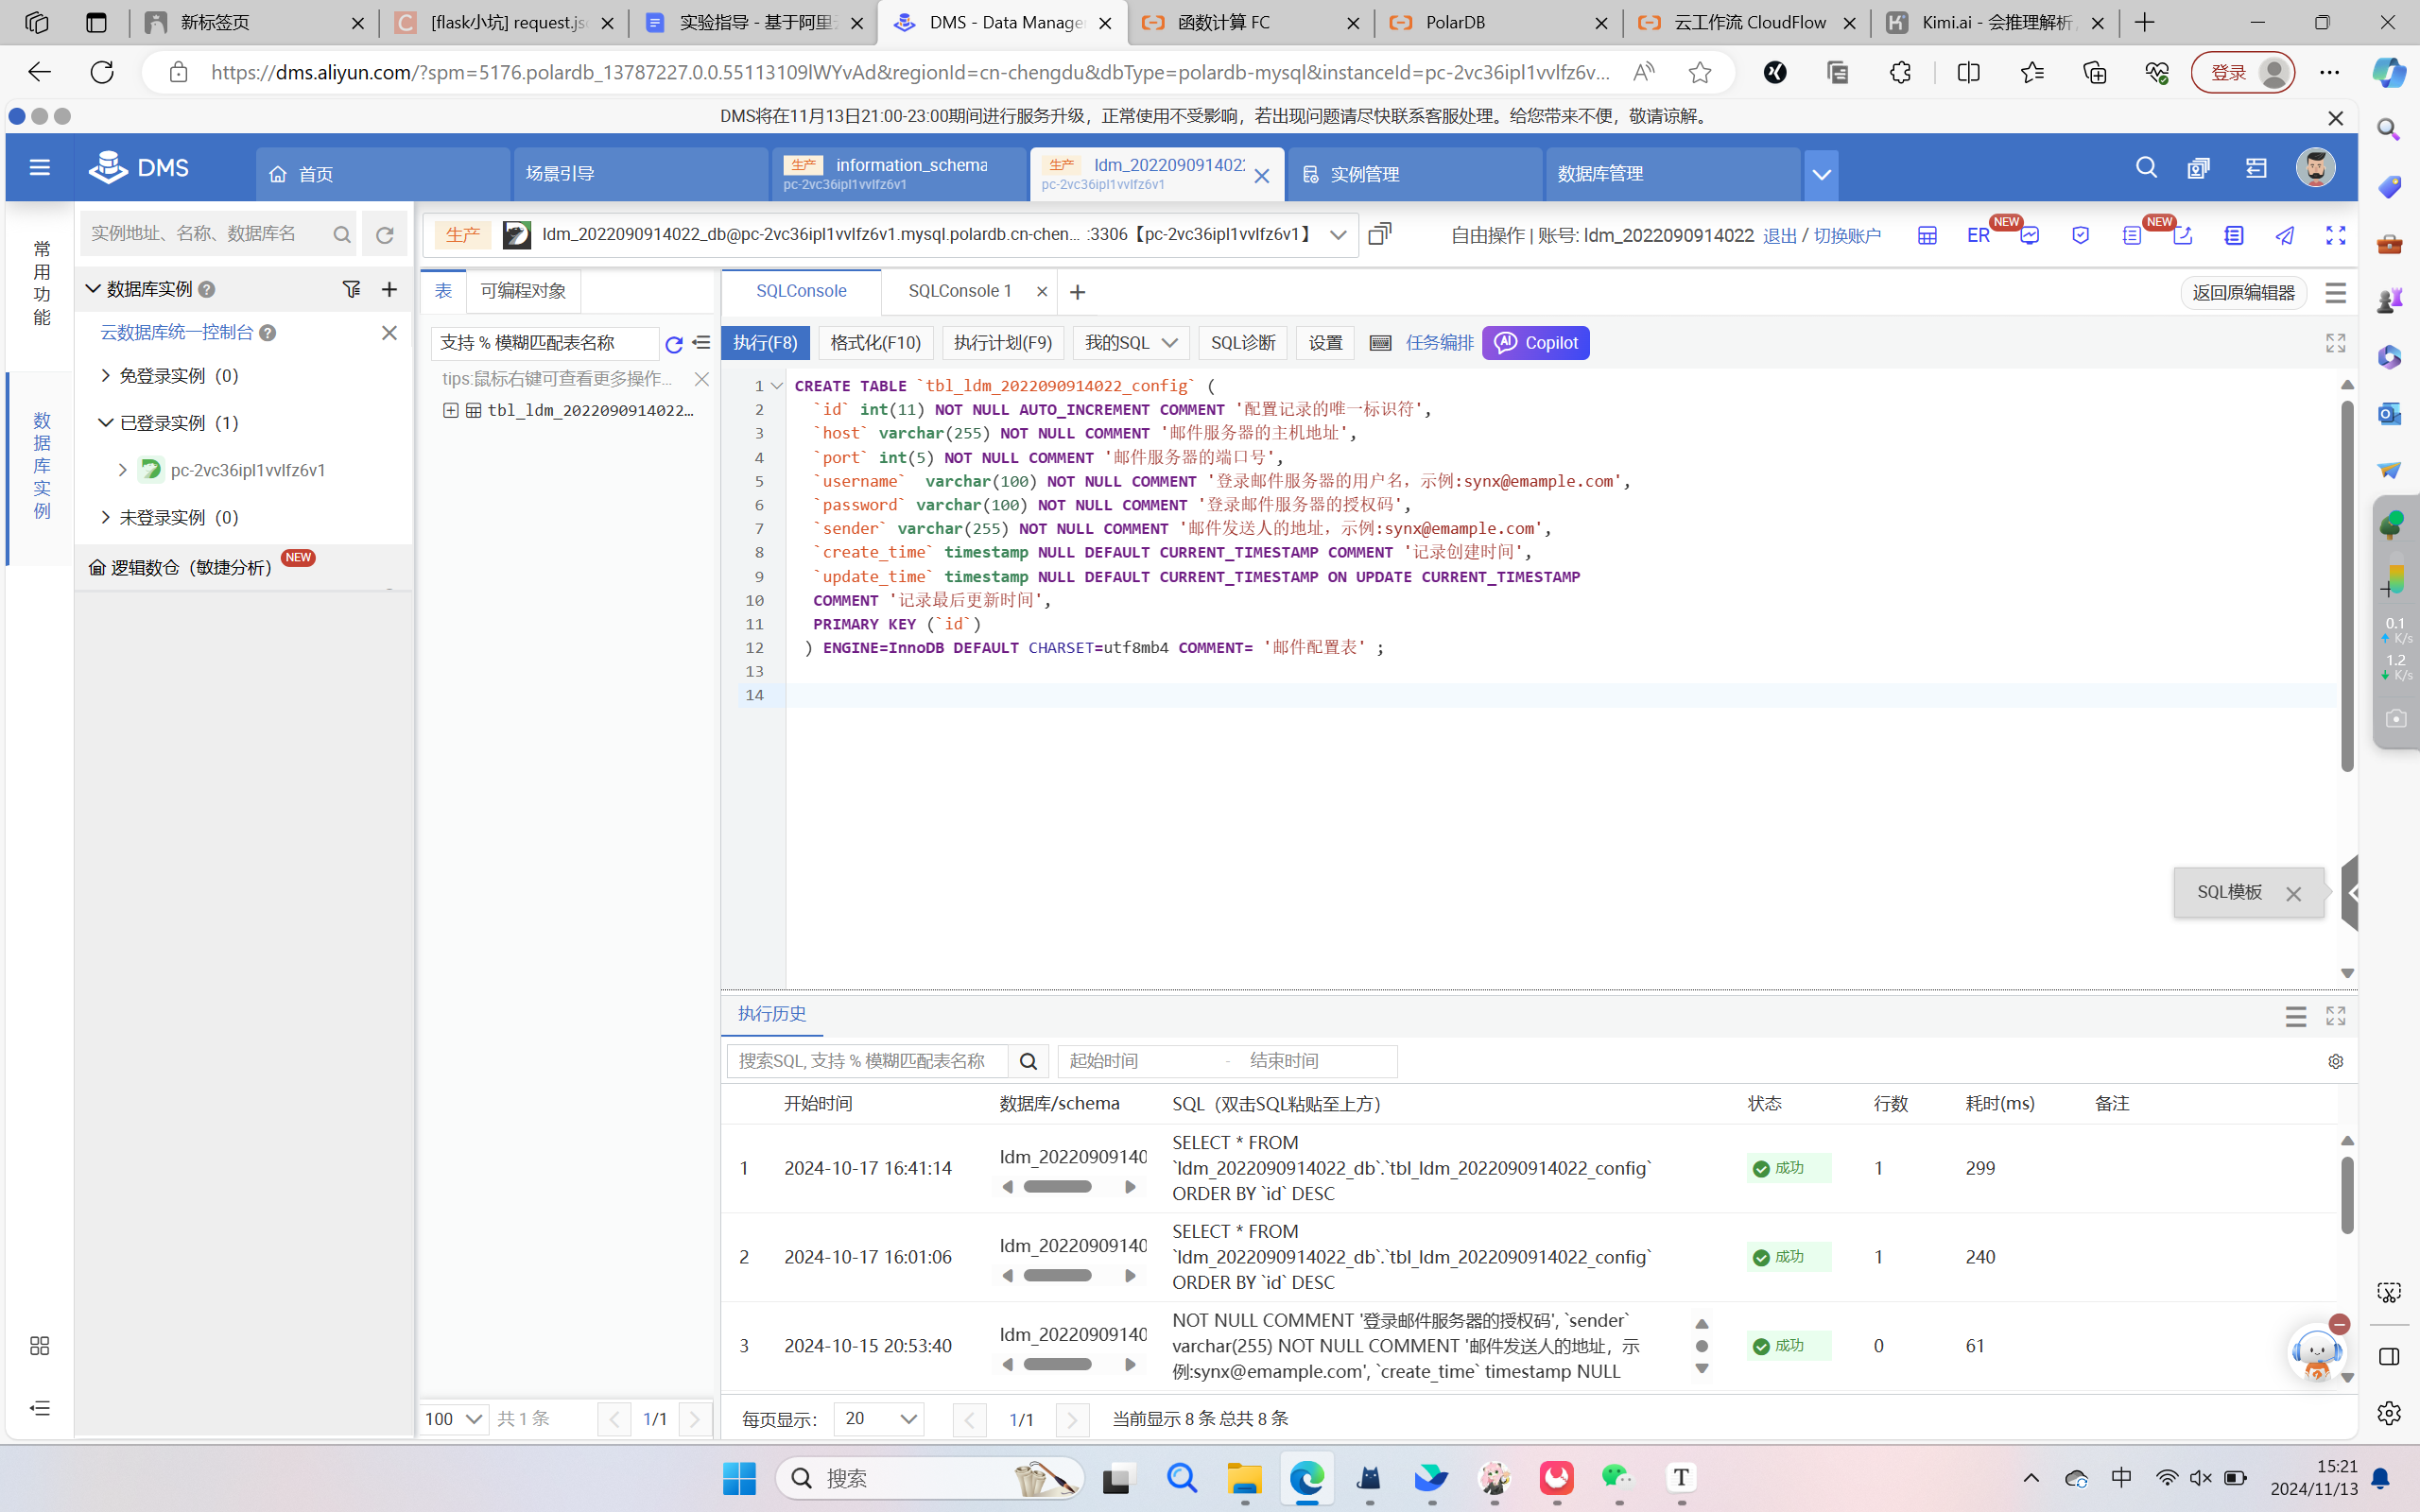 新标签页
[flask小坑] request.jso
实验指导 - 基于阿里云
DMS - Data Manage
函数计算 FC
PolarDB
云工作流 CloudFlow
Kimi.ai - 会推理解析,
https://dms.aliyun.com/?spm=5176.polardb_13787227.0.0.55113109lWYvAd&regionId=cn-chengdu&dbType=polardb-mysql&instanceId=pc-2vc36ipl1vvlfz6v...
登录
DMS将在11月13日21:00-23:00期间进行服务升级，正常使用不受影响，若出现问题请尽快联系客服处理。给您带来不便，敬请谅解。
DMS
首页
场景引导
生产 information_schema
pc-2vc36ipl1vvlfz6v1
生产 ldm_2022090914022
pc-2vc36ipl1vvlfz6v1
实例管理
数据库管理
常用功能
数据库实例
实例地址、名称、数据库名
数据库实例
云数据库统一控制台
免登录实例（0）
已登录实例（1）
pc-2vc36ipl1vvlfz6v1
未登录实例（0）
逻辑数仓（敏捷分析） NEW
生产 ldm_2022090914022_db@pc-2vc36ipl1vvlfz6v1.mysql.polardb.cn-chen... :3306【pc-2vc36ipl1vvlfz6v1】
自由操作 | 账号: ldm_2022090914022 退出 / 切换账户
ER NEW NEW
表 可编程对象
支持 % 模糊匹配表名称
tips:鼠标右键可查看更多操作...
tbl_ldm_2022090914022...
SQLConsole
SQLConsole 1
返回原编辑器
执行(F8) 格式化(F10) 执行计划(F9) 我的SQL SQL诊断 设置 任务编排 Copilot
1 CREATE TABLE `tbl_ldm_2022090914022_config` (
2 `id` int(11) NOT NULL AUTO_INCREMENT COMMENT '配置记录的唯一标识符',
3 `host` varchar(255) NOT NULL COMMENT '邮件服务器的主机地址',
4 `port` int(5) NOT NULL COMMENT '邮件服务器的端口号',
5 `username`  varchar(100) NOT NULL COMMENT '登录邮件服务器的用户名，示例:synx@emample.com',
6 `password` varchar(100) NOT NULL COMMENT '登录邮件服务器的授权码',
7 `sender` varchar(255) NOT NULL COMMENT '邮件发送人的地址，示例:synx@emample.com',
8 `create_time` timestamp NULL DEFAULT CURRENT_TIMESTAMP COMMENT '记录创建时间',
9 `update_time` timestamp NULL DEFAULT CURRENT_TIMESTAMP ON UPDATE CURRENT_TIMESTAMP
10 COMMENT '记录最后更新时间',
11 PRIMARY KEY (`id`)
12 ) ENGINE=InnoDB DEFAULT CHARSET=utf8mb4 COMMENT= '邮件配置表' ;
13
14
SQL模板
执行历史
搜索SQL, 支持 % 模糊匹配表名称
起始时间 - 结束时间
开始时间 数据库/schema SQL（双击SQL粘贴至上方） 状态 行数 耗时(ms) 备注
1 2024-10-17 16:41:14 ldm_20220909140
SELECT * FROM
`ldm_2022090914022_db`.`tbl_ldm_2022090914022_config`
ORDER BY `id` DESC
成功 1 299
2 2024-10-17 16:01:06 ldm_20220909140
SELECT * FROM
`ldm_2022090914022_db`.`tbl_ldm_2022090914022_config`
ORDER BY `id` DESC
成功 1 240
3 2024-10-15 20:53:40 ldm_20220909140
NOT NULL COMMENT '登录邮件服务器的授权码', `sender`
varchar(255) NOT NULL COMMENT '邮件发送人的地址，示
例:synx@emample.com', `create_time` timestamp NULL
成功 0 61
100 共 1 条 1/1
每页显示： 20 1/1 当前显示 8 条 总共 8 条
0.1
K/s
1.2
K/s
搜索
中
15:21
2024/11/13